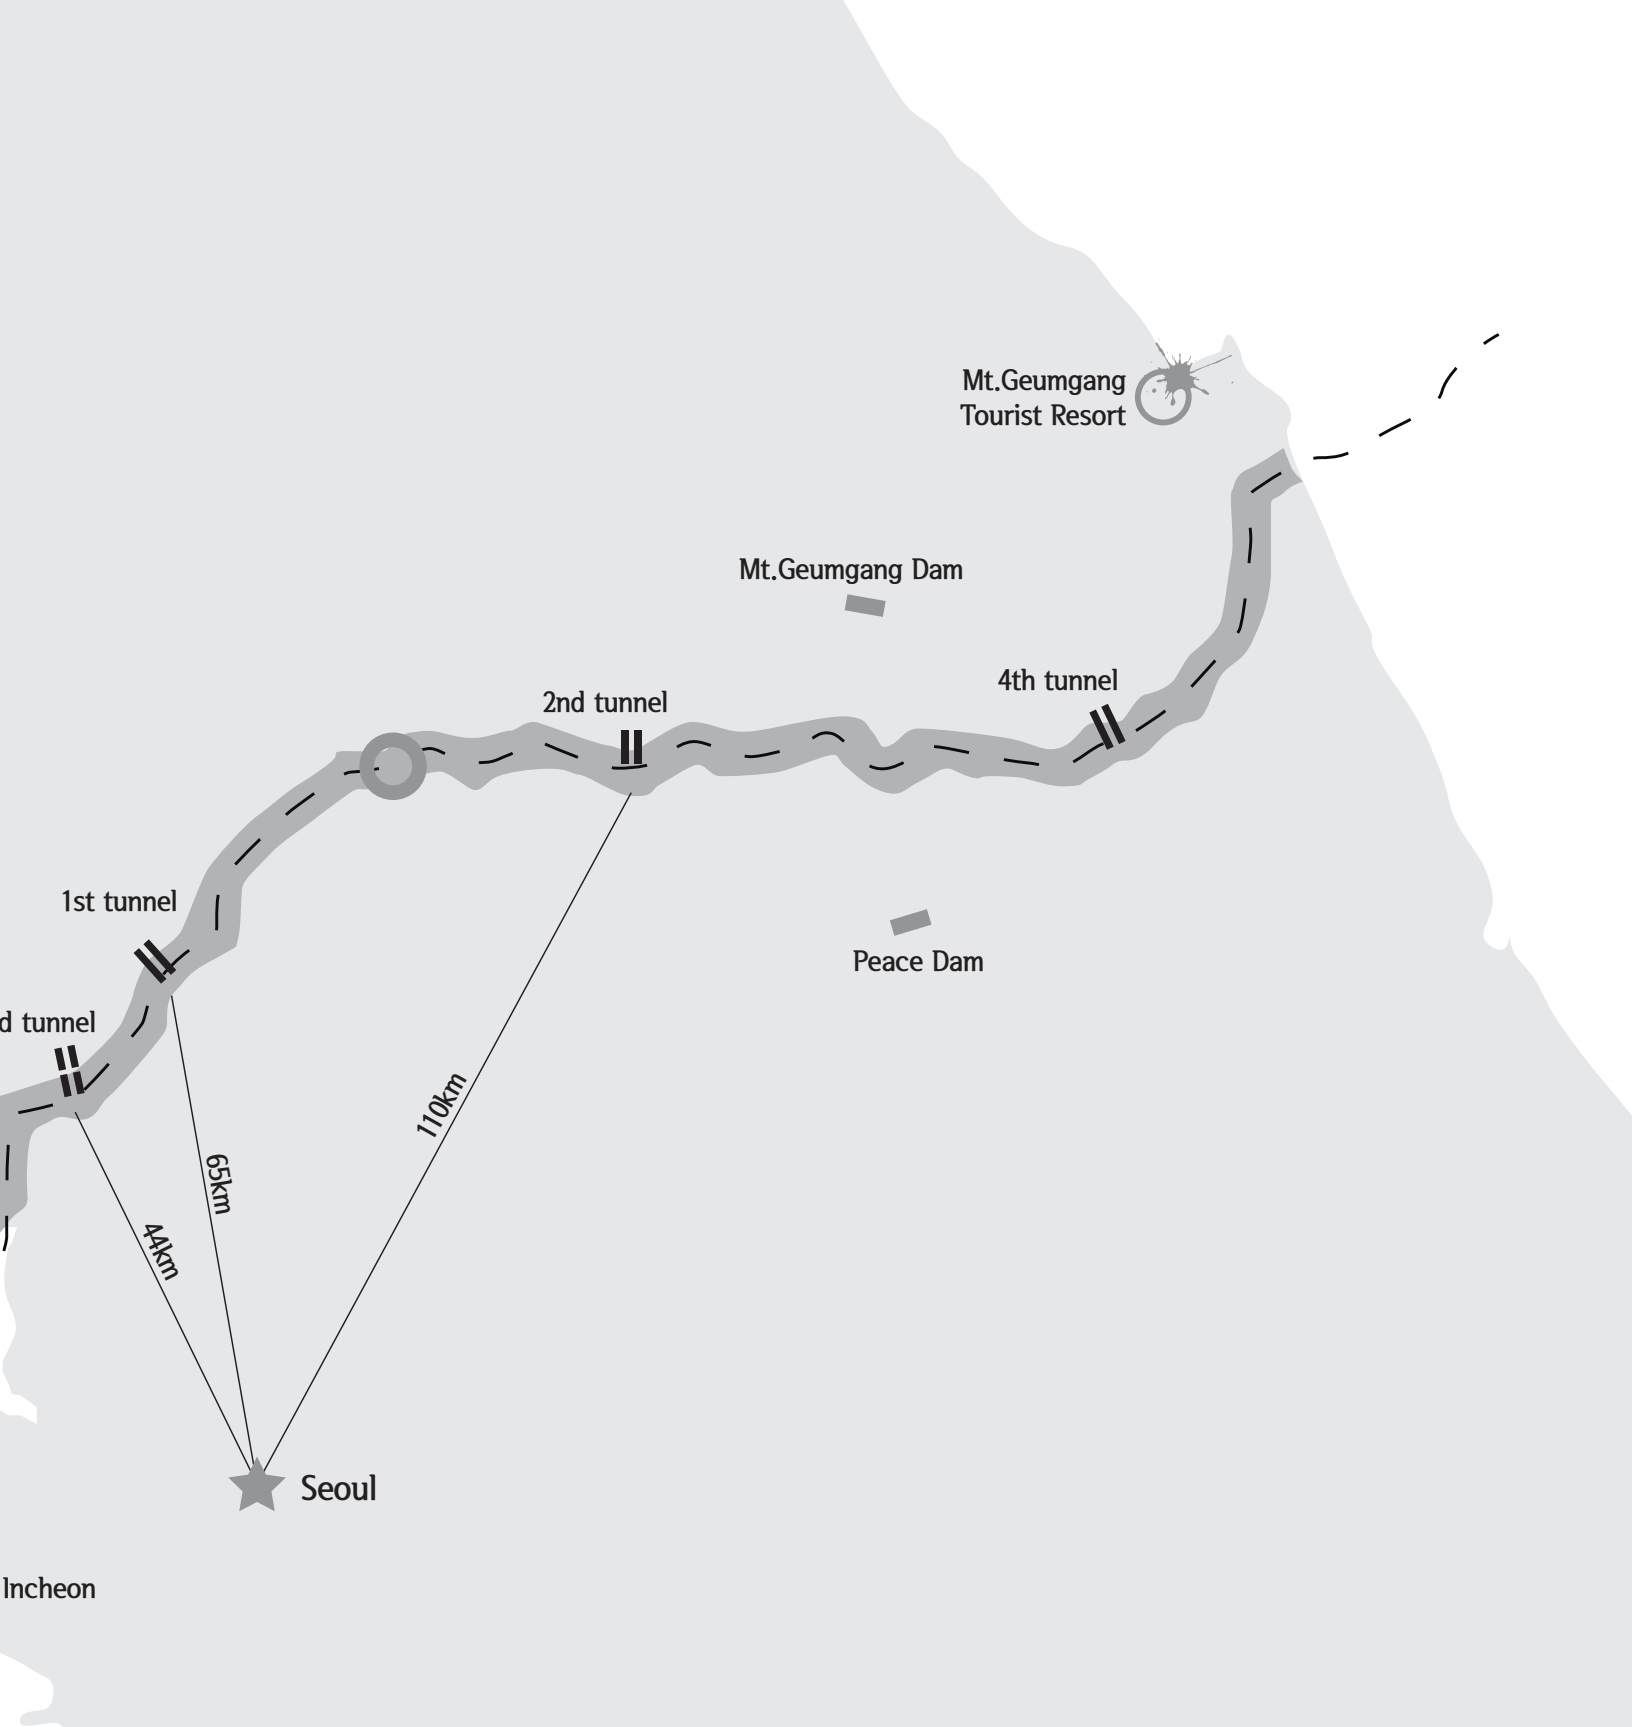 Mt.Geumgang
Tourist Resort
Mt.Geumgang Dam
4th tunnel
2nd tunnel
1st tunnel
Peace Dam
d tunnel
110km
65km
44km
Seoul
Incheon